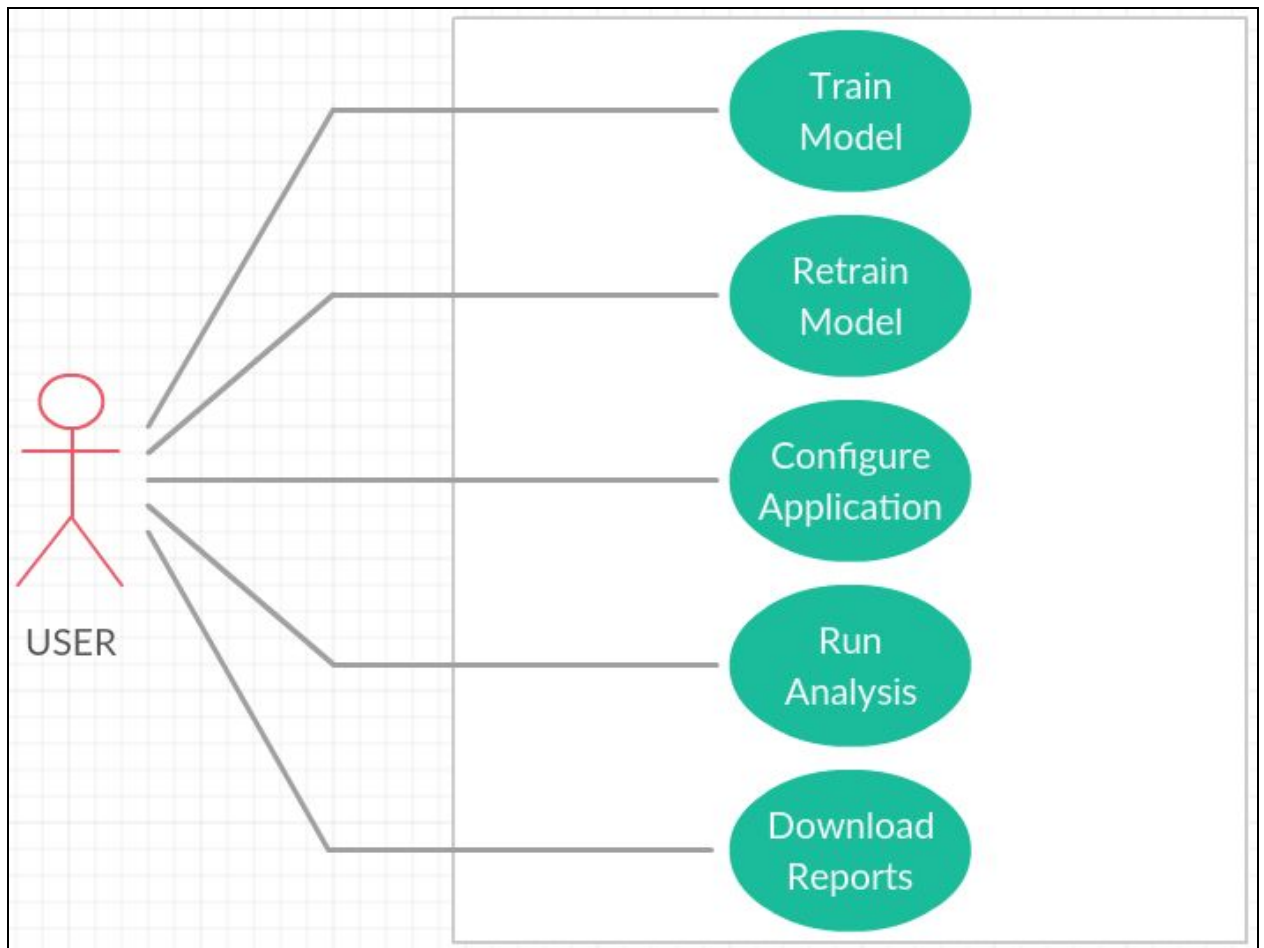 Train
Model
Retrain
Model
Configure
Application
Run
Analysis
Download
Reports
USER